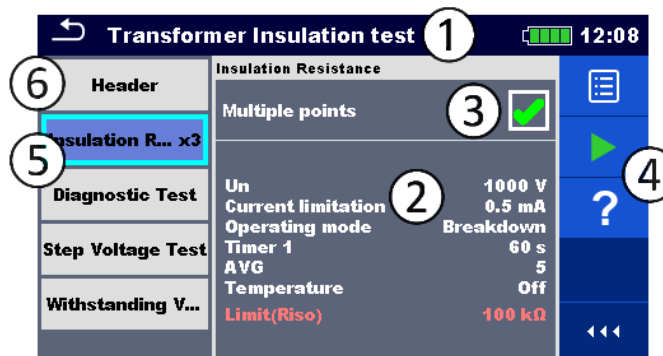 Transformer Insulation test 1 12:08
6 Header
Insulation R... x3
5
Diagnostic Test
Step Voltage Test
Withstanding V...
Insulation Resistance
Multiple points 3
2
Un 1000 V
Current limitation 0.5 mA
Operating mode Breakdown
Timer 1 60 s
AVG 5
Temperature Off
Limit(Riso) 100 kΩ
4
?